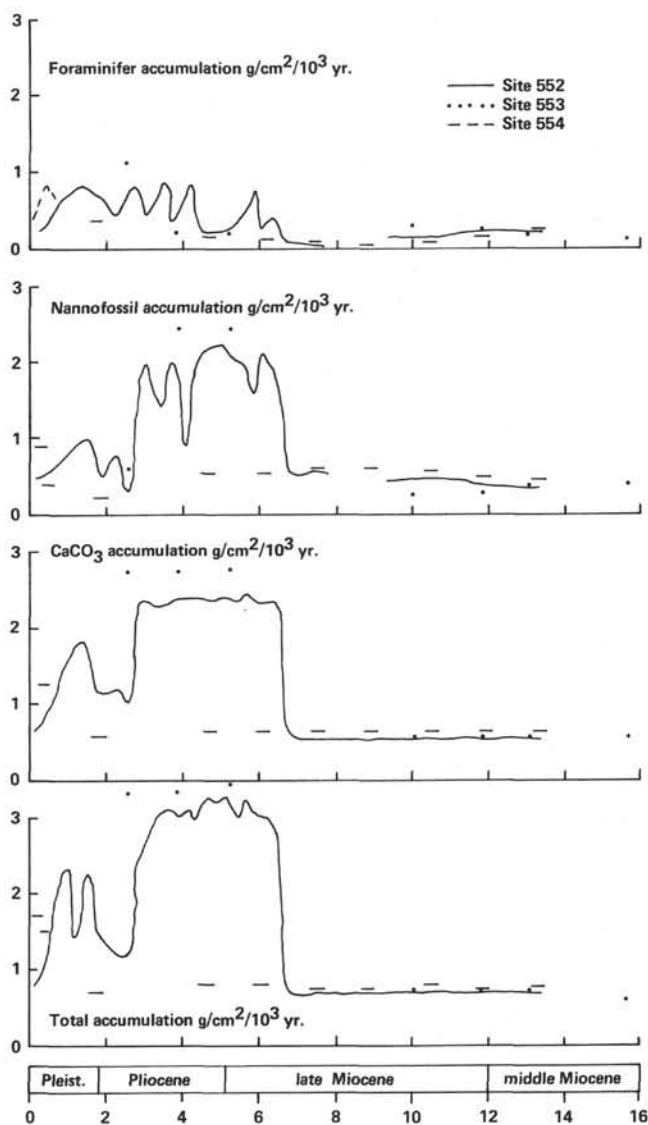 3
Foraminifer accumulation g/cm²/10³ yr.
Site 552
Site 553
Site 554
2
1
0
3
Nannofossil accumulation g/cm²/10³ yr.
2
1
0
CaCO₃ accumulation g/cm²/10³ yr.
3
2
1
0
3
2
1
Total accumulation g/cm²/10³ yr.
0
Pleist. Pliocene late Miocene middle Miocene
0 2 4 6 8 10 12 14 16